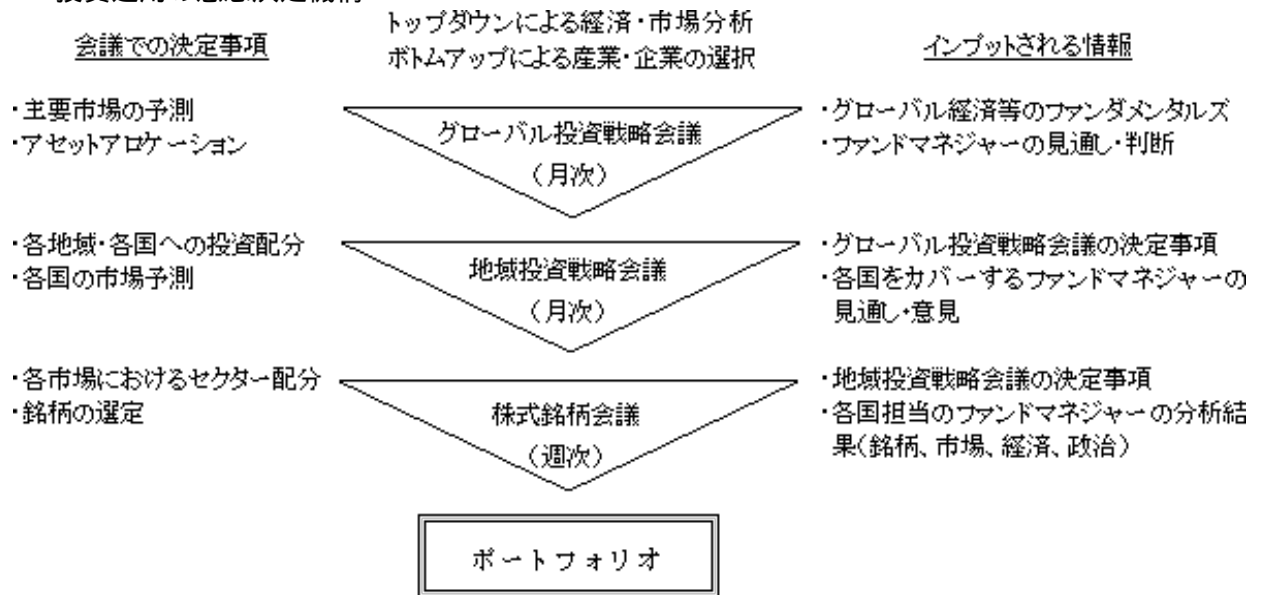 投資運用の意思決定機構
トップダウンによる経済・市場分析
ボトムアップによる産業・企業の選択
会議での決定事項
インプットされる情報
・主要市場の予測
・アセットアロケーション
グローバル投資戦略会議
(月次)
・グローバル経済等のファンダメンタルズ
・ファンドマネジャーの見通し・判断
・各地域・各国への投資配分
・各国の市場予測
地域投資戦略会議
(月次)
・グローバル投資戦略会議の決定事項
・各国をカバーするファンドマネジャーの
見通し・意見
・各市場におけるセクター配分
・銘柄の選定
株式銘柄会議
(週次)
・地域投資戦略会議の決定事項
・各国担当のファンドマネジャーの分析結
果(銘柄、市場、経済、政治)
ポートフォリオ